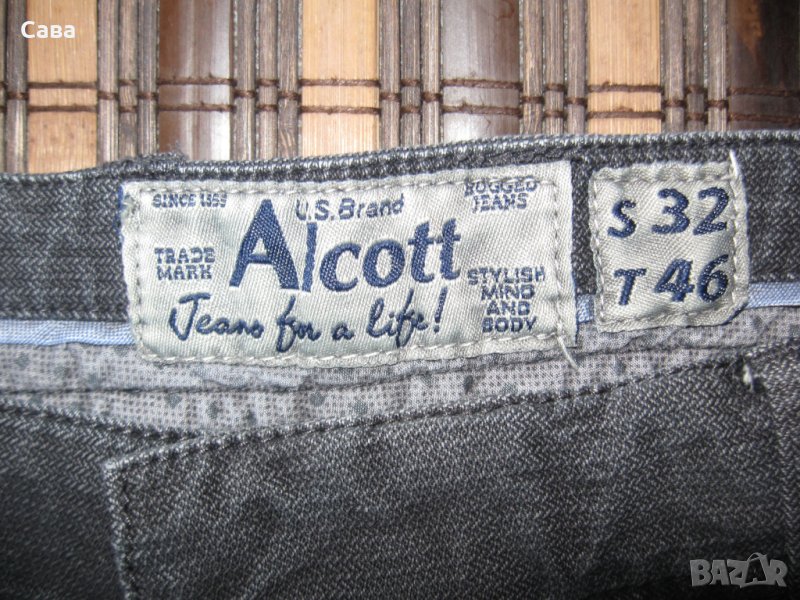 Сава
SINCE 1959
U.S. Brand
RUGGED
JEANS
TRADE
MARK
Alcott
STYLISH
MIND
AND
BODY
Jeans for a life!
S 32
T 46
BAZAR